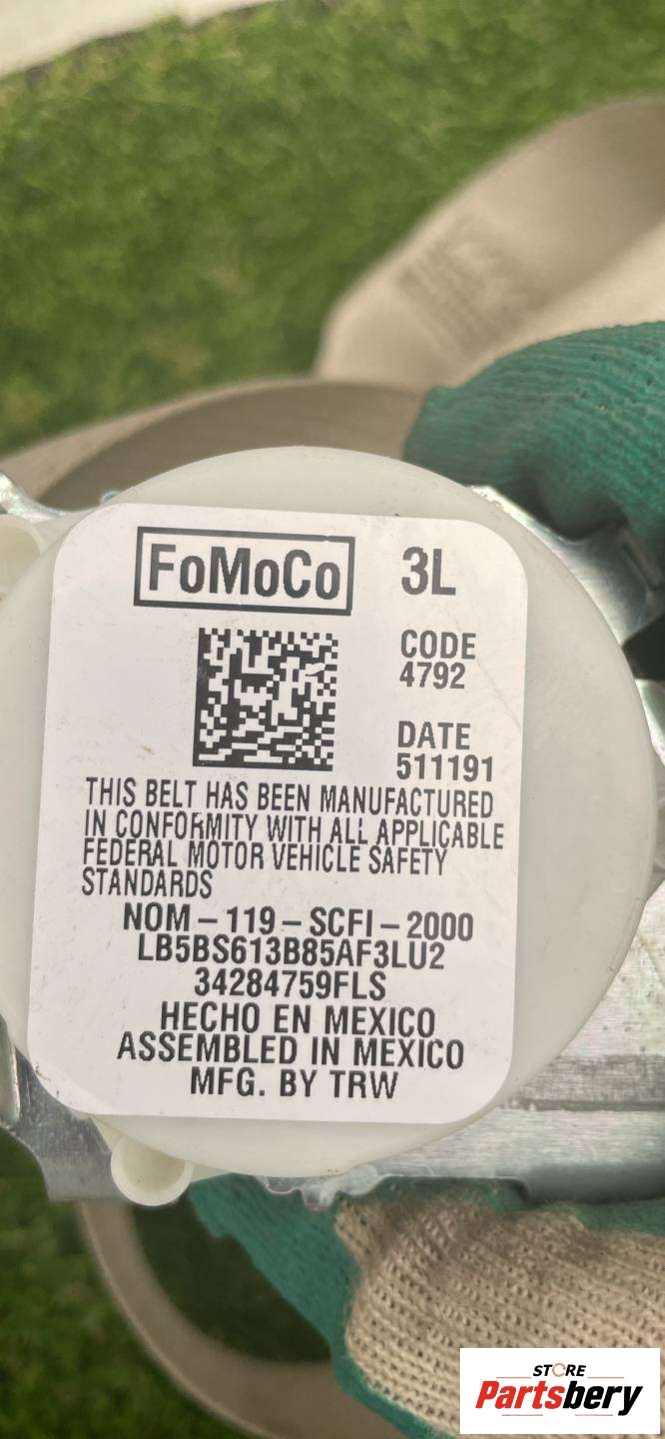 FoMoCo 3L
CODE
4792
DATE
511191
THIS BELT HAS BEEN MANUFACTURED
IN CONFORMITY WITH ALL APPLICABLE
FEDERAL MOTOR VEHICLE SAFETY
STANDARDS
NOM-119-SCFI-2000
LB5BS613B85AF3LU2
34284759FLS
HECHO EN MEXICO
ASSEMBLED IN MEXICO
MFG. BY TRW
STORE
Partsbery